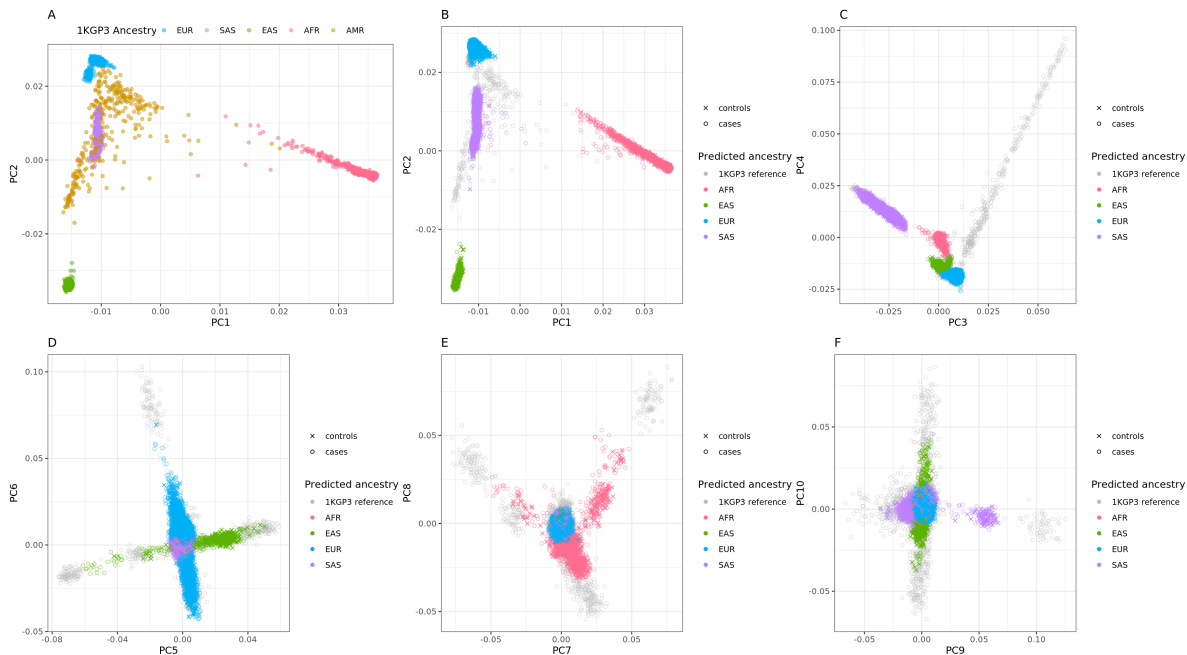 A
1KGP3 Ancestry EUR SAS EAS AFR AMR
PC2
0.02
0.00
-0.02
-0.01 0.00 0.01 0.02 0.03
PC1
B
PC2
0.02
0.00
-0.02
-0.01 0.00 0.01 0.02 0.03
PC1
controls
cases
Predicted ancestry
1KGP3 reference
AFR
EAS
EUR
SAS
C
PC4
0.100
0.075
0.050
0.025
0.000
-0.025
-0.025 0.000 0.025 0.050
PC3
controls
cases
Predicted ancestry
1KGP3 reference
AFR
EAS
EUR
SAS
D
PC6
0.10
0.05
0.00
-0.05
-0.08 -0.04 0.00 0.04
PC5
controls
cases
Predicted ancestry
1KGP3 reference
AFR
EAS
EUR
SAS
E
PC8
0.05
0.00
-0.05
-0.05 0.00 0.05
PC7
controls
cases
Predicted ancestry
1KGP3 reference
AFR
EAS
EUR
SAS
F
PC10
0.05
0.00
-0.05
-0.05 0.00 0.05 0.10
PC9
controls
cases
Predicted ancestry
1KGP3 reference
AFR
EAS
EUR
SAS